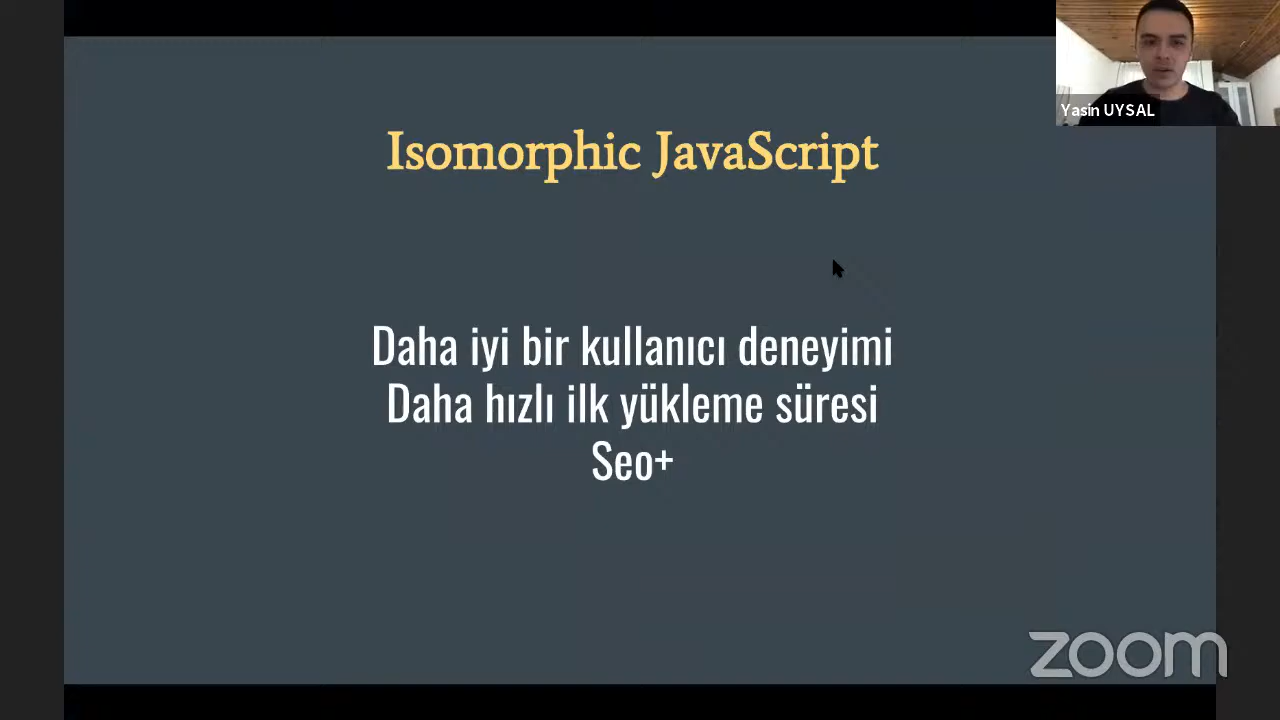 Yasin UYSAL
Isomorphic JavaScript
Daha iyi bir kullanıcı deneyimi
Daha hızlı ilk yükleme süresi
Seo+
zoom